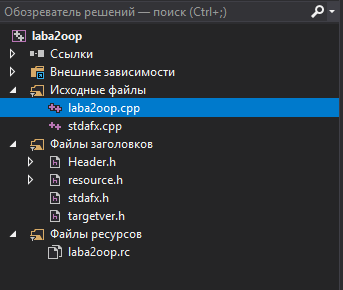 Обозреватель решений — поиск (Ctrl+;)
laba2oop
Ссылки
Внешние зависимости
Исходные файлы
laba2oop.cpp
stdafx.cpp
Файлы заголовков
Header.h
resource.h
stdafx.h
targetver.h
Файлы ресурсов
laba2oop.rc